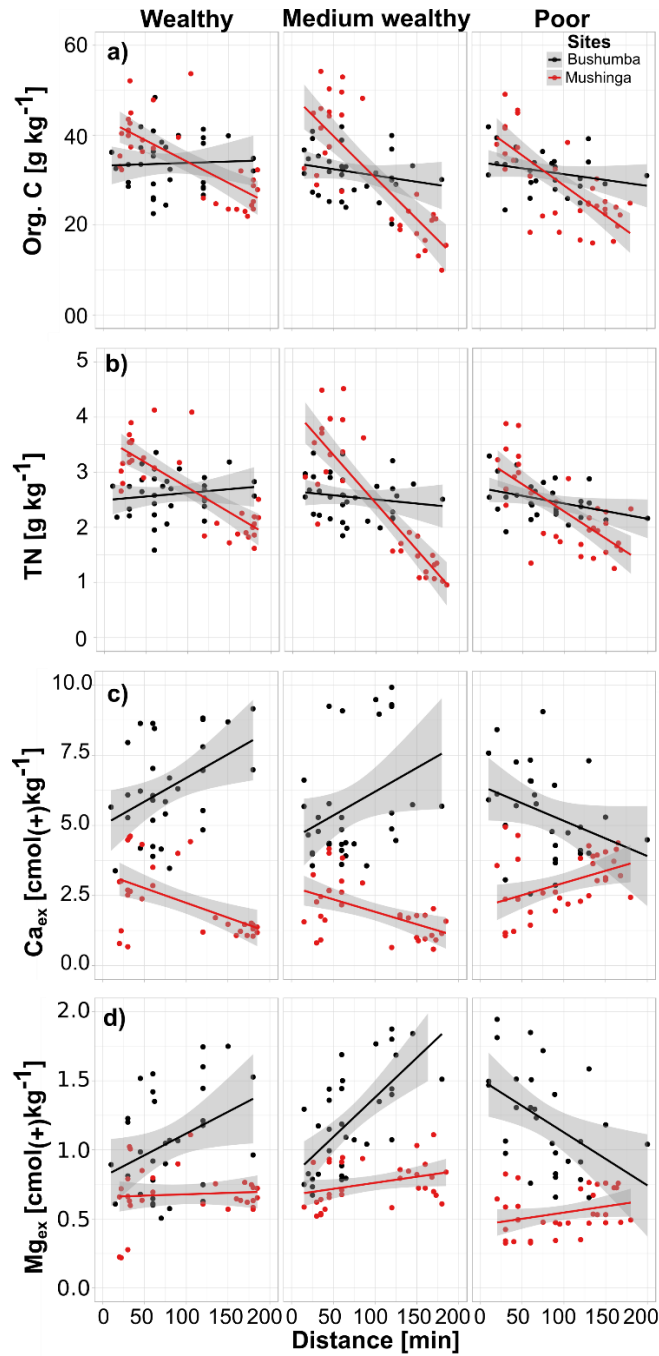 Wealthy Medium wealthy Poor
Sites
Bushumba
Mushinga
a)
Org. C [g kg⁻¹]
60
40
20
00
b)
TN [g kg⁻¹]
5
4
3
2
1
0
c)
Caₑₓ [cmol₍₊₎kg⁻¹]
10.0
7.5
5.0
2.5
0.0
d)
Mgₑₓ [cmol₍₊₎kg⁻¹]
2.0
1.5
1.0
0.5
0.0
0 50 100 150 200 0 50 100 150 200 0 50 100 150 200
Distance [min]